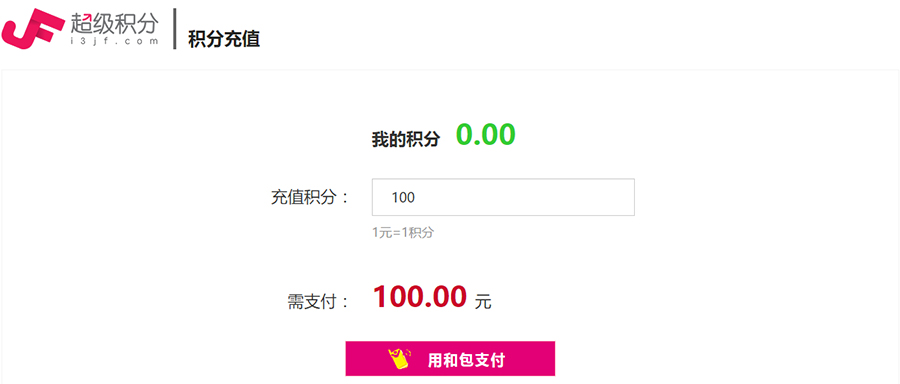 超级积分
i3jf.com
积分充值
我的积分 0.00
充值积分： 100
1元=1积分
需支付： 100.00 元
用和包支付